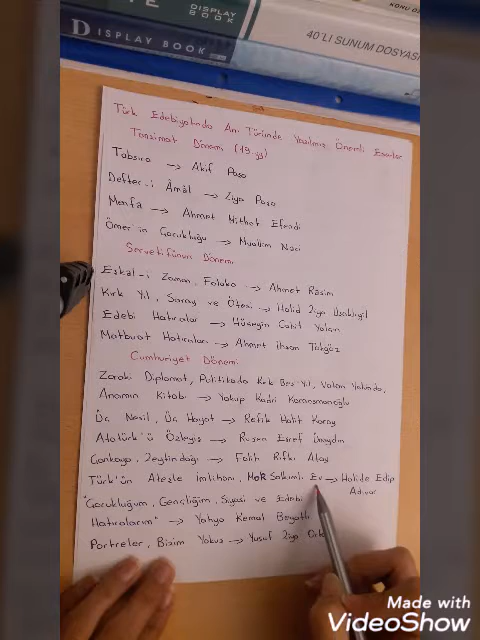 DISPLAY BOOK
DISPLAY BOOK
KONU
40'LI SUNUM DOSYASI
Türk Edebiyatında Anı Türünde Yazılmış Önemli Eserler
Tanzimat Dönemi (19.yy)
Tabsıra → Akif Paşa
Defter-i Âmâl → Ziya Paşa
Menfa → Ahmet Mithat Efendi
Ömer'in Çocukluğu → Muallim Naci
Servetifünun Dönemi
Eşkal-i Zaman, Falaka → Ahmet Râsim
Kırk Yıl, Saray ve Ötesi → Halid Ziya Uşaklıgil
Edebi Hatıralar → Hüseyin Cahit Yalçın
Matbuat Hatıraları → Ahmet İhsan Tokgöz
Cumhuriyet Dönemi
Zoraki Diplomat, Politikada Kırk Beş Yıl, Vatan Yolunda,
Anamın Kitabı → Yakup Kadri Karaosmanoğlu
Üç Nesil, Üç Hayat → Refik Halit Karay
Atatürk'ü Özleyiş → Ruşen Eşref Ünaydın
Çankaya, Zeytindağı → Falih Rıfkı Atay
Türk'ün Ateşle İmtihanı, Mor Salkımlı Ev → Halide Edip
Adıvar
"Çocukluğum, Gençliğim, Siyasi ve Edebi
Hatıralarım" → Yahya Kemal Beyatlı
Portreler, Bizim Yokuş → Yusuf Ziya
Made with
VideoShow